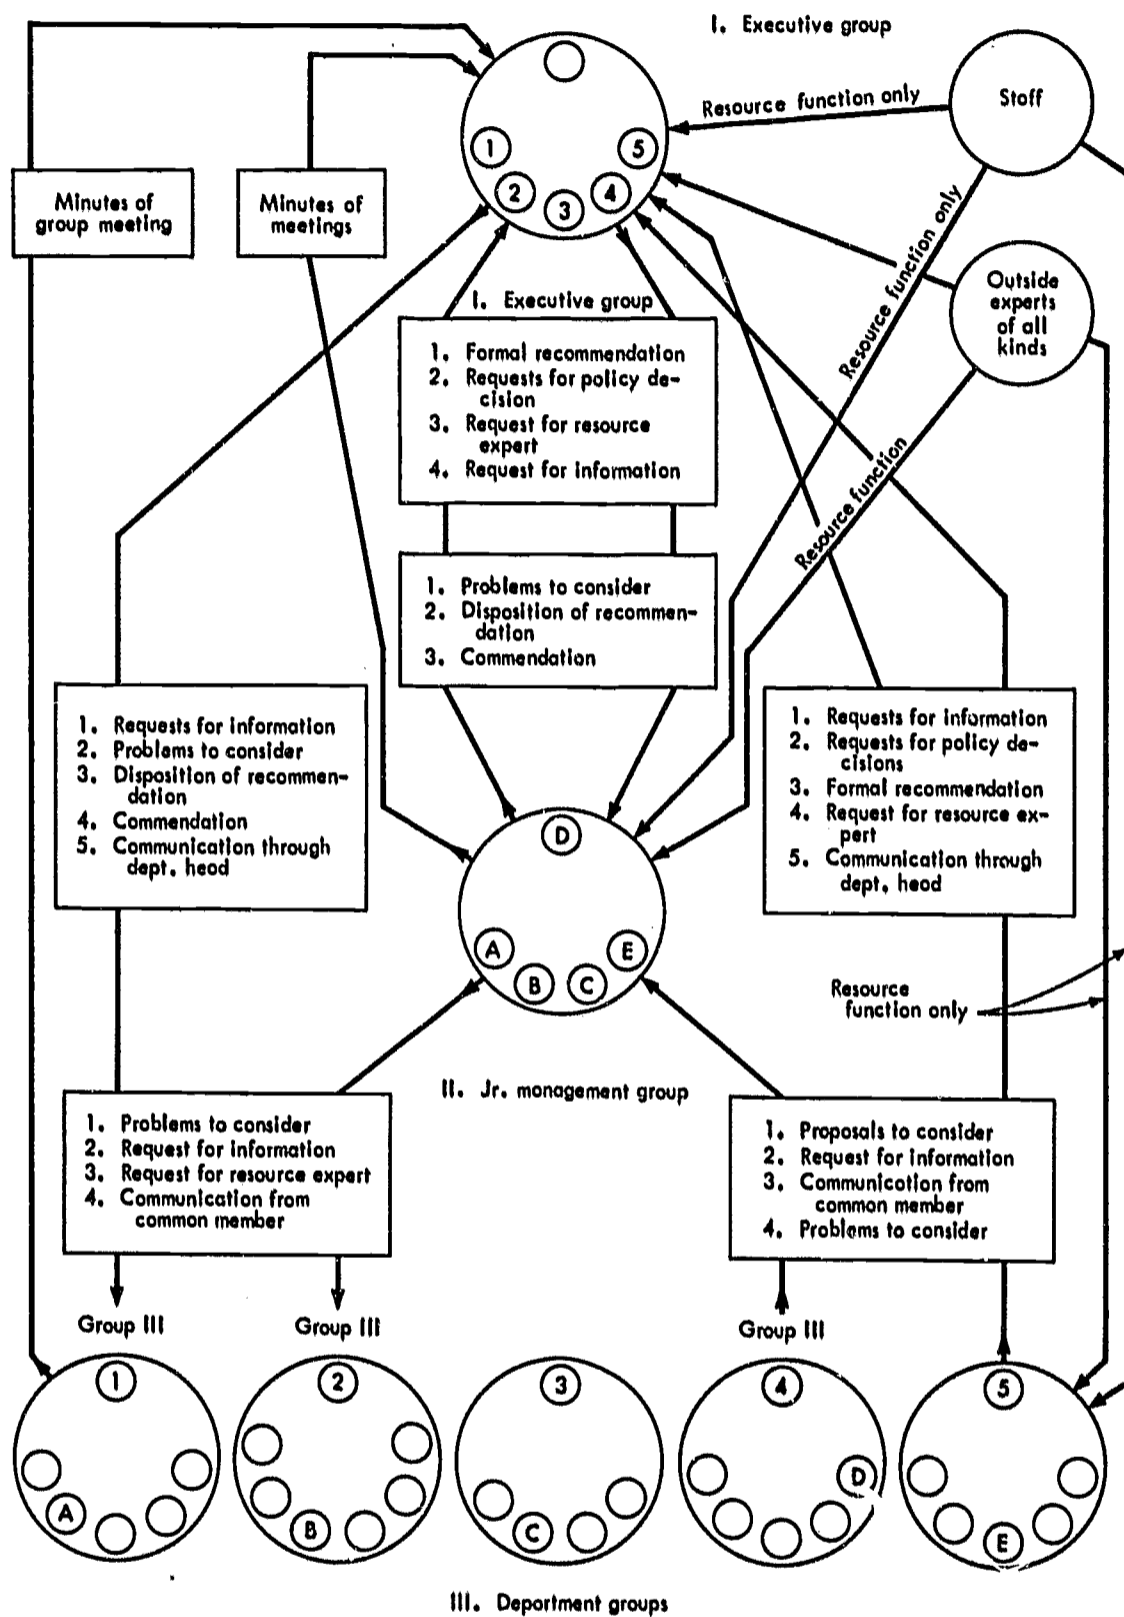 I. Executive group
Staff
Resource function only
1
5
2
4
3
Minutes of
group meeting
Minutes of
meetings
Resource function only
Outside
experts
of all
kinds
I. Executive group
1. Formal recommendation
2. Requests for policy de-
cision
3. Request for resource
expert
4. Request for information
Resource function
1. Problems to consider
2. Disposition of recommen-
dation
3. Commendation
1. Requests for information
2. Problems to consider
3. Disposition of recommen-
dation
4. Commendation
5. Communication through
dept. head
1. Requests for information
2. Requests for policy de-
cisions
3. Formal recommendation
4. Request for resource ex-
pert
5. Communication through
dept. head
D
A
E
B
C
Resource
function only
II. Jr. management group
1. Problems to consider
2. Request for information
3. Request for resource expert
4. Communication from
common member
1. Proposals to consider
2. Request for information
3. Communication from
common member
4. Problems to consider
Group III
Group III
Group III
1
2
3
4
5
A
B
C
D
E
III. Department groups